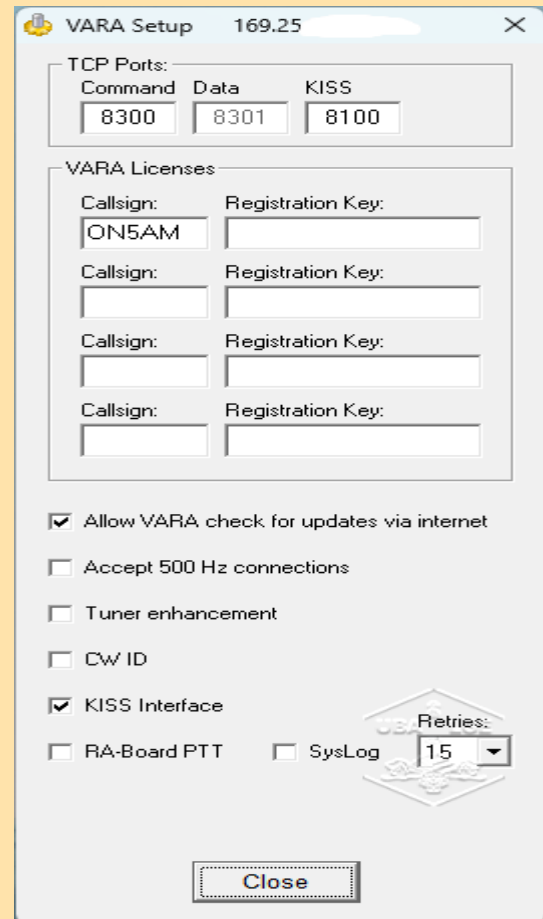 VARA Setup 169.25
TCP Ports:
Command Data KISS
8300 8301 8100
VARA Licenses
Callsign: Registration Key:
ON5AM
Callsign: Registration Key:
Callsign: Registration Key:
Callsign: Registration Key:
Allow VARA check for updates via internet
Accept 500 Hz connections
Tuner enhancement
CW ID
KISS Interface
Retries:
RA-Board PTT SysLog 15
Close